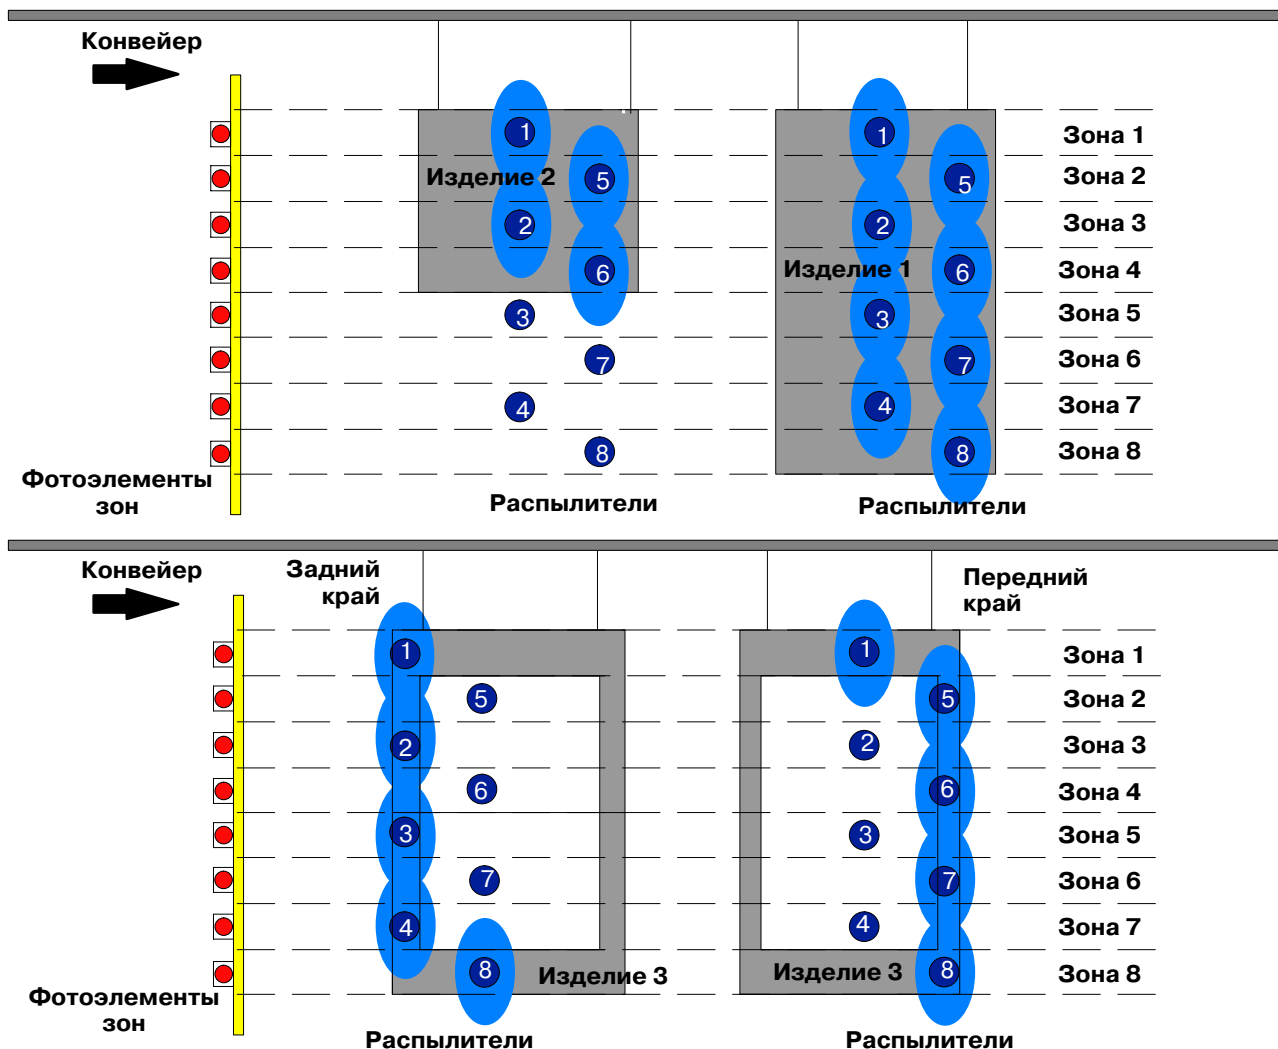 Конвейер
1
1
Зона 1
Изделие 2
5
5
Зона 2
2
2
Зона 3
6
Изделие 1
6
Зона 4
3
3
Зона 5
7
7
Зона 6
4
4
Зона 7
8
8
Зона 8
Фотоэлементы
зон
Распылители
Распылители
Конвейер
Задний
край
Передний
край
1
1
Зона 1
5
5
Зона 2
2
2
Зона 3
6
6
Зона 4
3
3
Зона 5
7
7
Зона 6
4
4
Зона 7
8
Изделие 3
Изделие 3
8
Зона 8
Фотоэлементы
зон
Распылители
Распылители